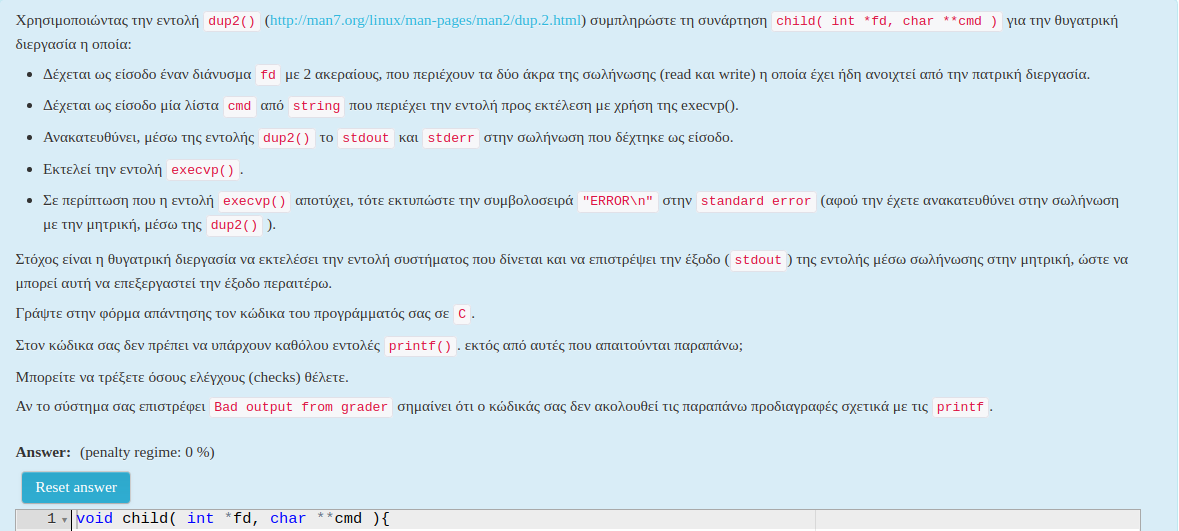 Χρησιμοποιώντας την εντολή dup2() (http://man7.org/linux/man-pages/man2/dup.2.html) συμπληρώστε τη συνάρτηση child( int *fd, char **cmd ) για την θυγατρική
διεργασία η οποία:
• Δέχεται ως είσοδο έναν διάνυσμα fd με 2 ακεραίους, που περιέχουν τα δύο άκρα της σωλήνωσης (read και write) η οποία έχει ήδη ανοιχτεί από την πατρική διεργασία.
• Δέχεται ως είσοδο μία λίστα cmd από string που περιέχει την εντολή προς εκτέλεση με χρήση της execvp().
• Ανακατευθύνει, μέσω της εντολής dup2() το stdout και stderr στην σωλήνωση που δέχτηκε ως είσοδο.
• Εκτελεί την εντολή execvp().
• Σε περίπτωση που η εντολή execvp() αποτύχει, τότε εκτυπώστε την συμβολοσειρά "ERROR\n" στην standard error (αφού την έχετε ανακατευθύνει στην σωλήνωση
με την μητρική, μέσω της dup2() ).
Στόχος είναι η θυγατρική διεργασία να εκτελέσει την εντολή συστήματος που δίνεται και να επιστρέψει την έξοδο (stdout) της εντολής μέσω σωλήνωσης στην μητρική, ώστε να
μπορεί αυτή να επεξεργαστεί την έξοδο περαιτέρω.
Γράψτε στην φόρμα απάντησης τον κώδικα του προγράμματός σας σε C.
Στον κώδικα σας δεν πρέπει να υπάρχουν καθόλου εντολές printf(). εκτός από αυτές που απαιτούνται παραπάνω;
Μπορείτε να τρέξετε όσους ελέγχους (checks) θέλετε.
Αν το σύστημα σας επιστρέφει Bad output from grader σημαίνει ότι ο κώδικάς σας δεν ακολουθεί τις παραπάνω προδιαγραφές σχετικά με τις printf.
Answer: (penalty regime: 0 %)
Reset answer
1 void child( int *fd, char **cmd ){